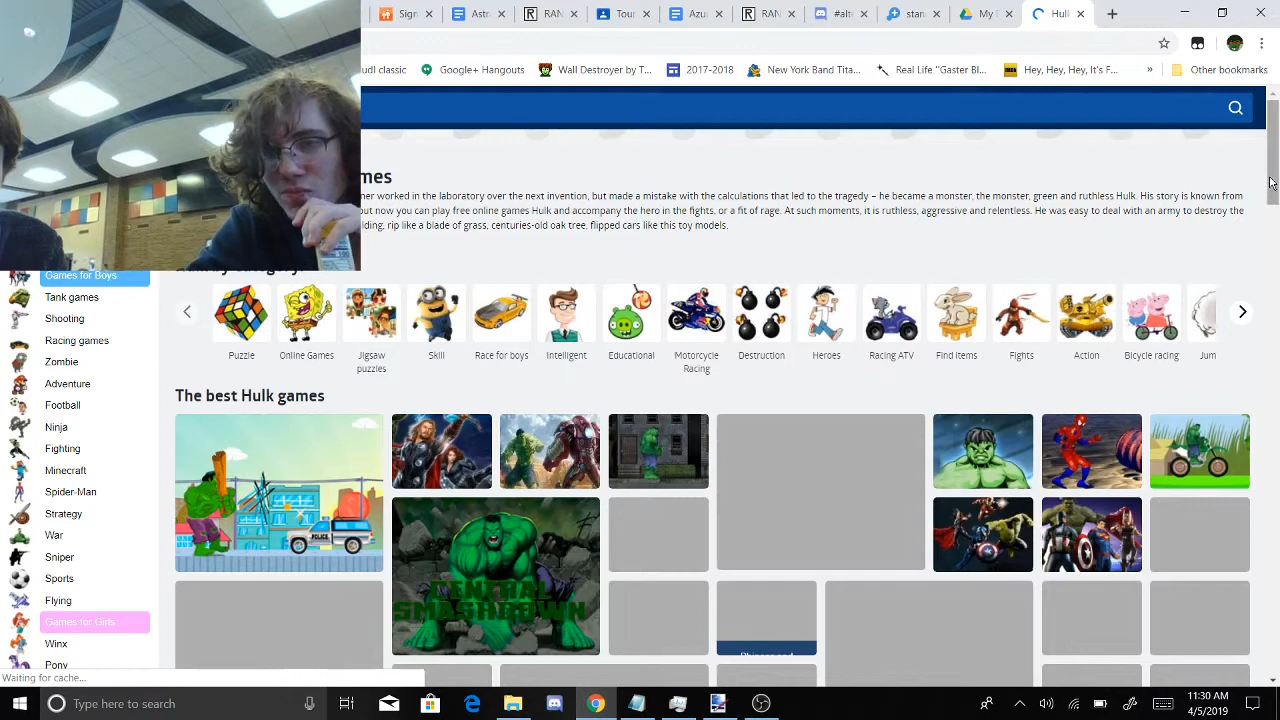 Sign
Ast
RAN
Tour
Azu
RAN
#alt
star
My
Hulk
udl classic
Google+ Hangouts
Wall Destroyer by T...
2017-2018
New York Band Tita...
Real Life "Gaster Bl...
Hey, Hey, Hey, It's F...
»
Other bookmarks
mes
ner worked in the laboratory over the next invention, but made a mistake with the calculations that led to the tragedy – he became a monster, the monster, green and ruthless Hulk. His story is known from
but now you can play free online games Hulk and accompany the hero in the fights, or a fit of rage. At such moments, it is ruthless, aggressive and relentless. He was easy to deal with an army to destroy the
lding, rip like a blade of grass, centuries-old oak tree. flipped cars like this toy models.
Games for Boys
Tank games
Shooting
Racing games
Zombie
Adventure
Football
Ninja
Fighting
Minecraft
Spider-Man
Strategy
War
Sniper
Sports
Flying
Games for Girls
Winx
Pony
Puzzle
Online Games
Jigsaw
puzzles
Skill
Race for boys
Intelligent
Educational
Motorcycle
Racing
Destruction
Heroes
Racing ATV
Find items
Fights
Action
Bicycle racing
Jum
The best Hulk games
POLICE
CENTRAL
SMASHDOWN
Waiting for cache...
Type here to search
11:30 AM
4/5/2019